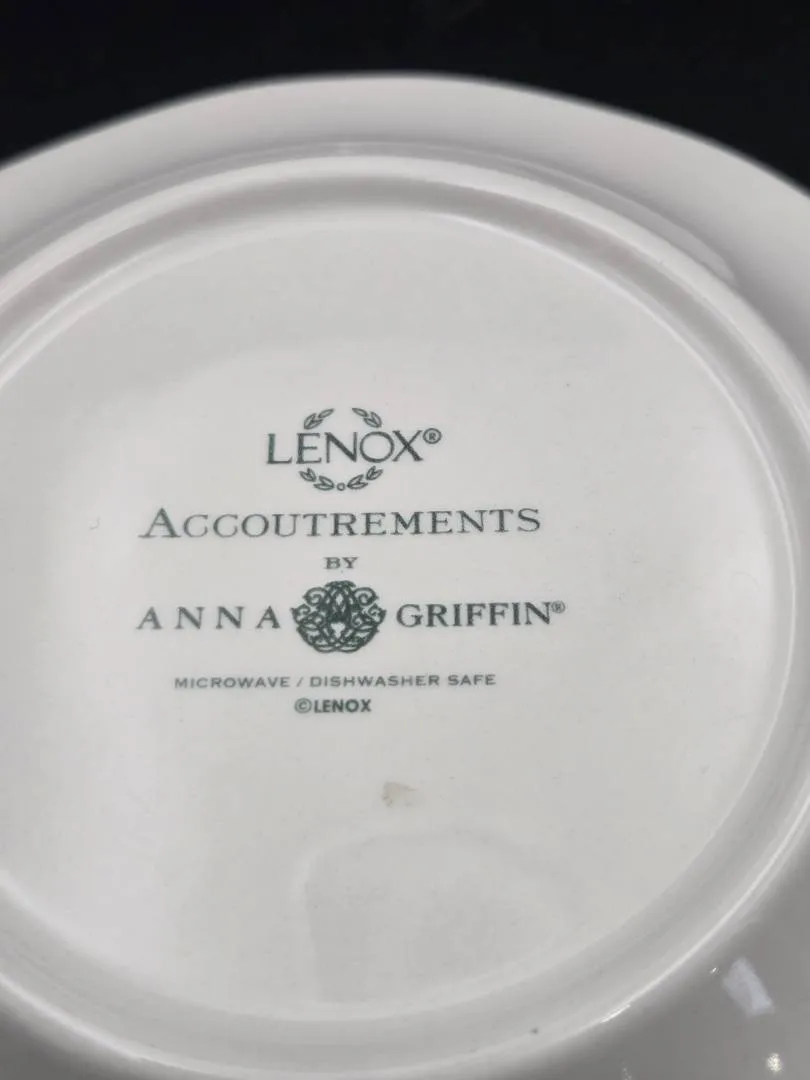 LENOX®
ACCOUTREMENTS
BY
ANNA GRIFFIN®
MICROWAVE / DISHWASHER SAFE
©LENOX